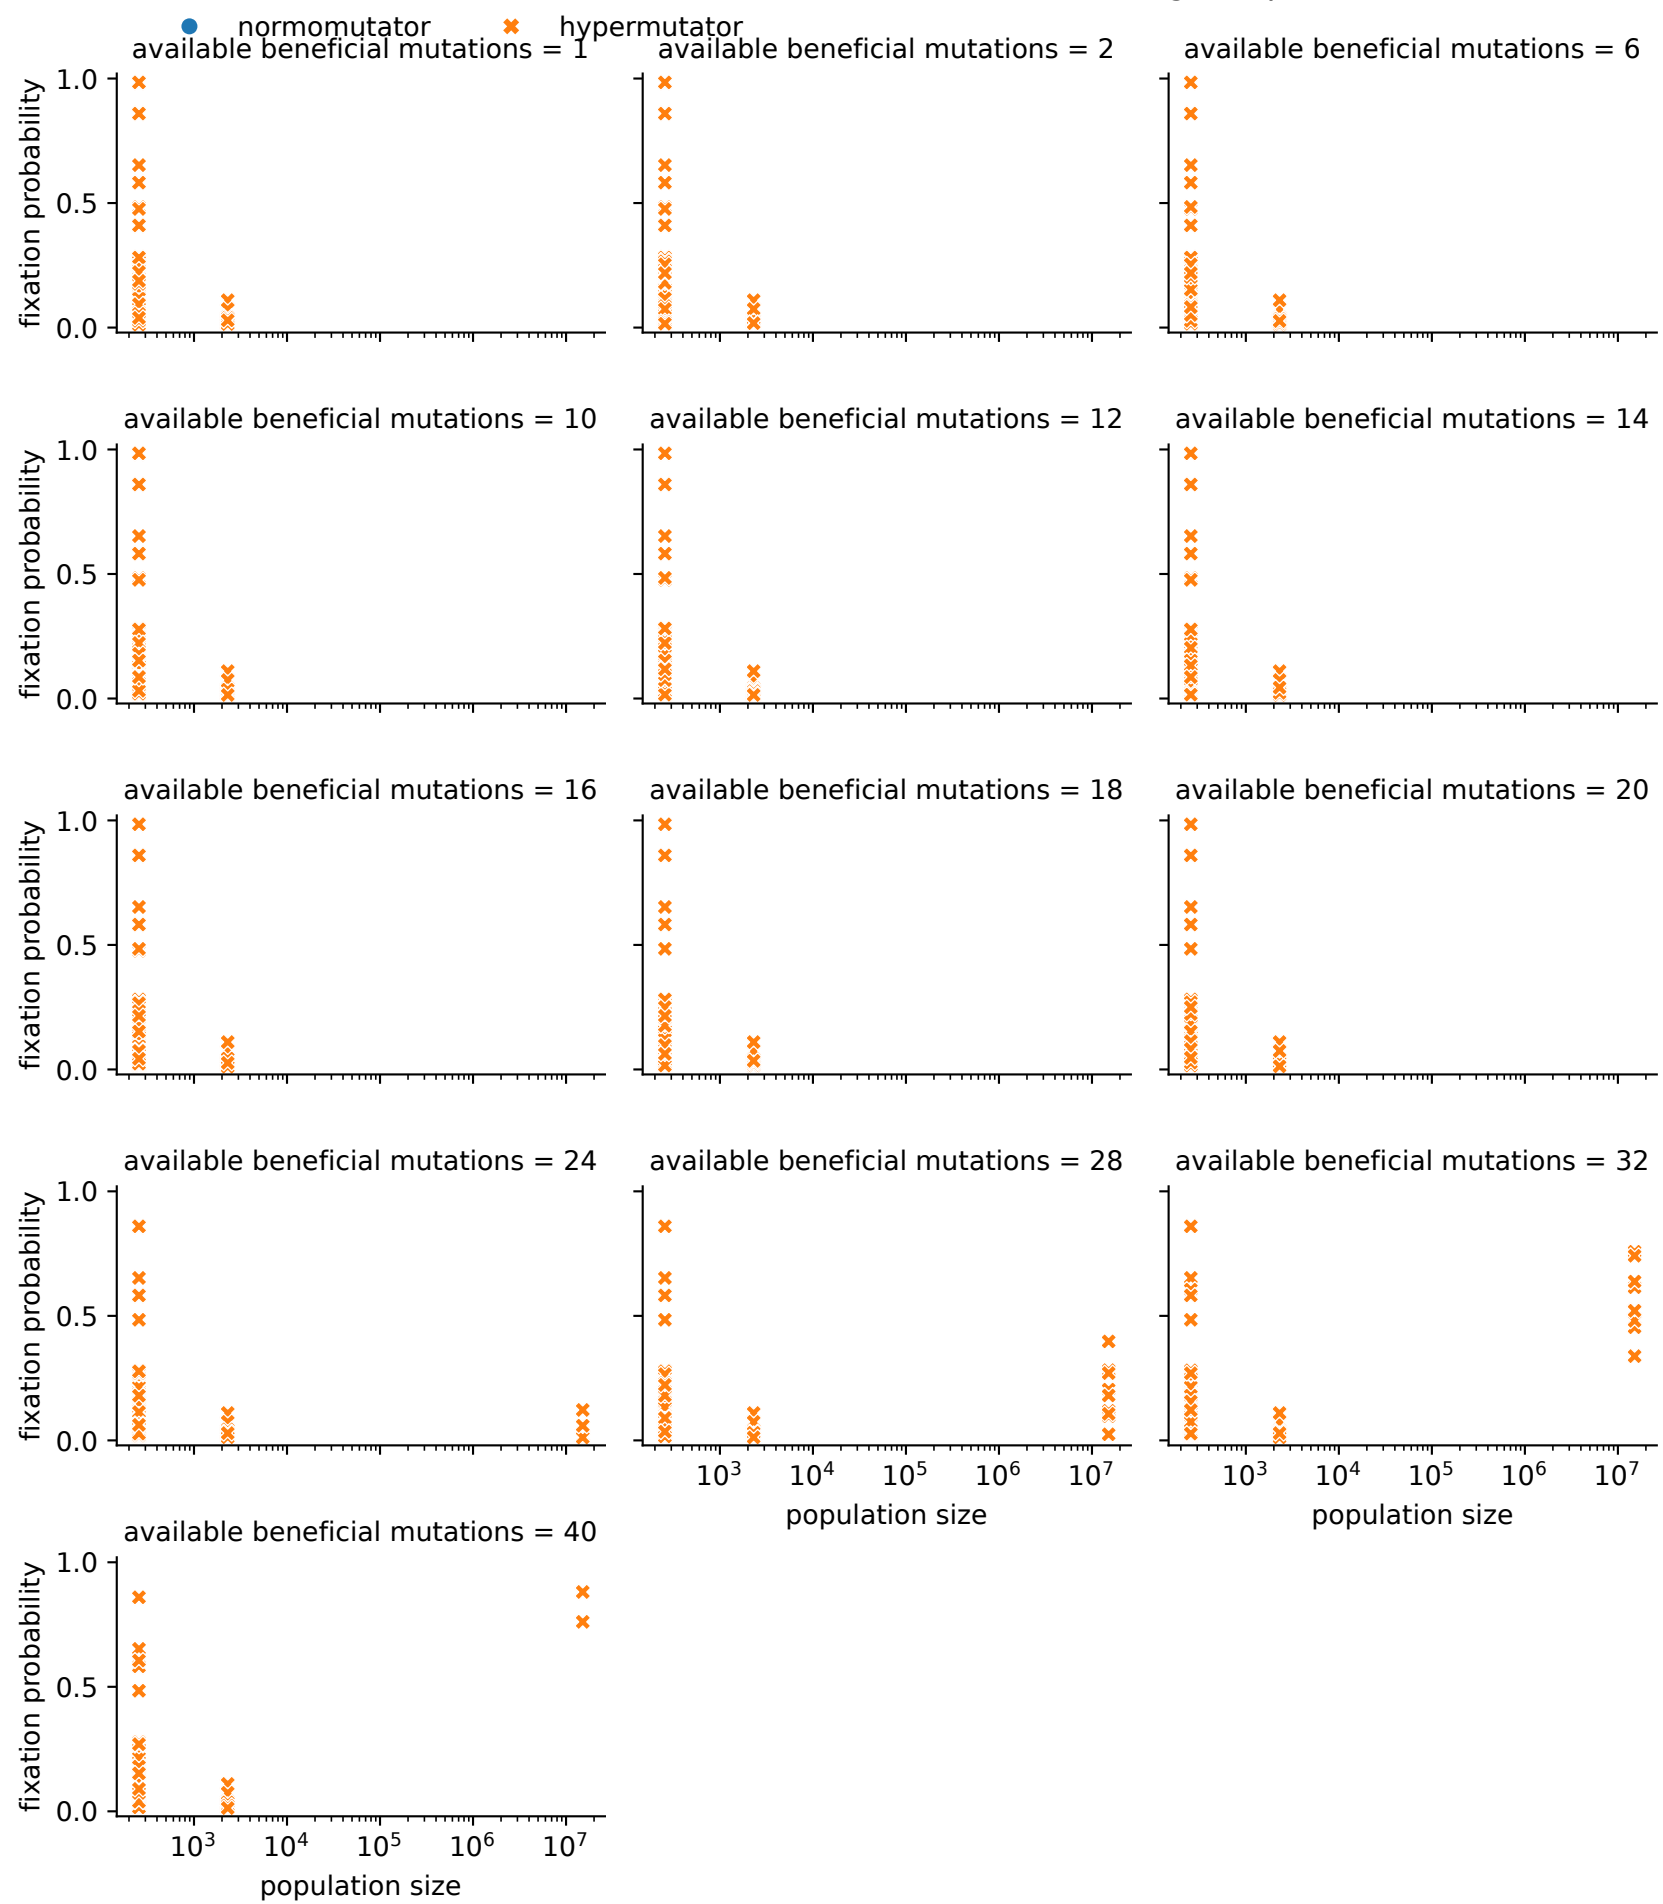 normomutator hypermutator
available beneficial mutations = 1 available beneficial mutations = 2 available beneficial mutations = 6
fixation probability
1.0
0.5
0.0
available beneficial mutations = 10 available beneficial mutations = 12 available beneficial mutations = 14
fixation probability
1.0
0.5
0.0
available beneficial mutations = 16 available beneficial mutations = 18 available beneficial mutations = 20
fixation probability
1.0
0.5
0.0
available beneficial mutations = 24 available beneficial mutations = 28 available beneficial mutations = 32
fixation probability
1.0
0.5
0.0
10³ 10⁴ 10⁵ 10⁶ 10⁷ 10³ 10⁴ 10⁵ 10⁶ 10⁷
population size population size
available beneficial mutations = 40
fixation probability
1.0
0.5
0.0
10³ 10⁴ 10⁵ 10⁶ 10⁷
population size